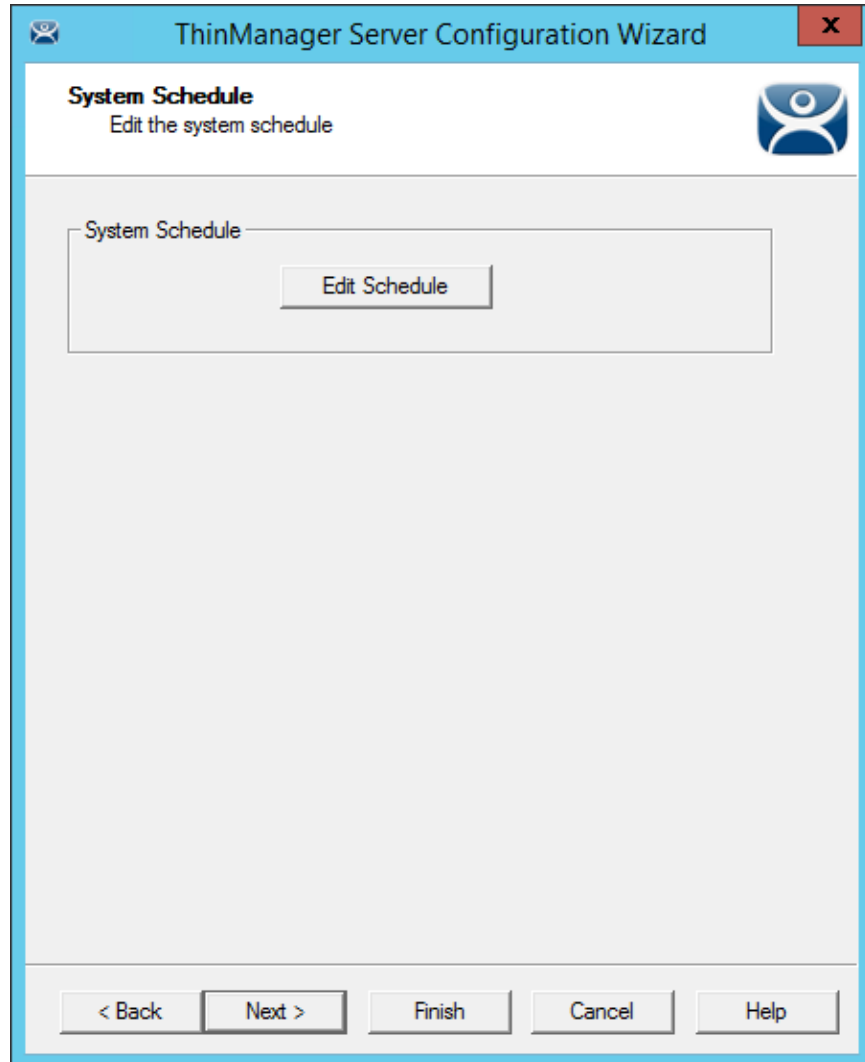 ThinManager Server Configuration Wizard
x
System Schedule
Edit the system schedule
System Schedule
Edit Schedule
< Back Next > Finish Cancel Help